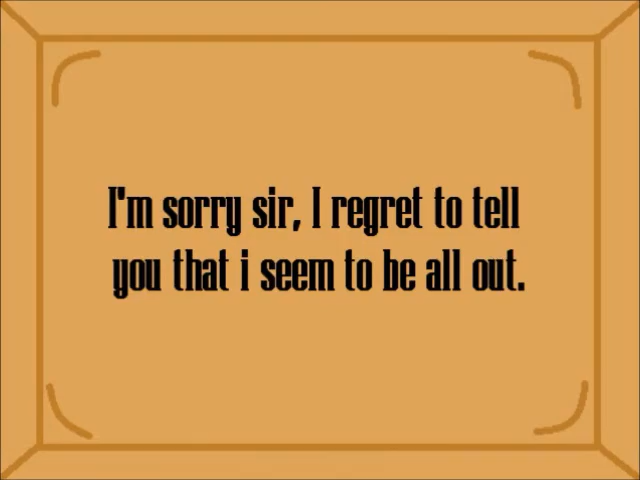 I'm sorry sir, I regret to tell
you that i seem to be all out.